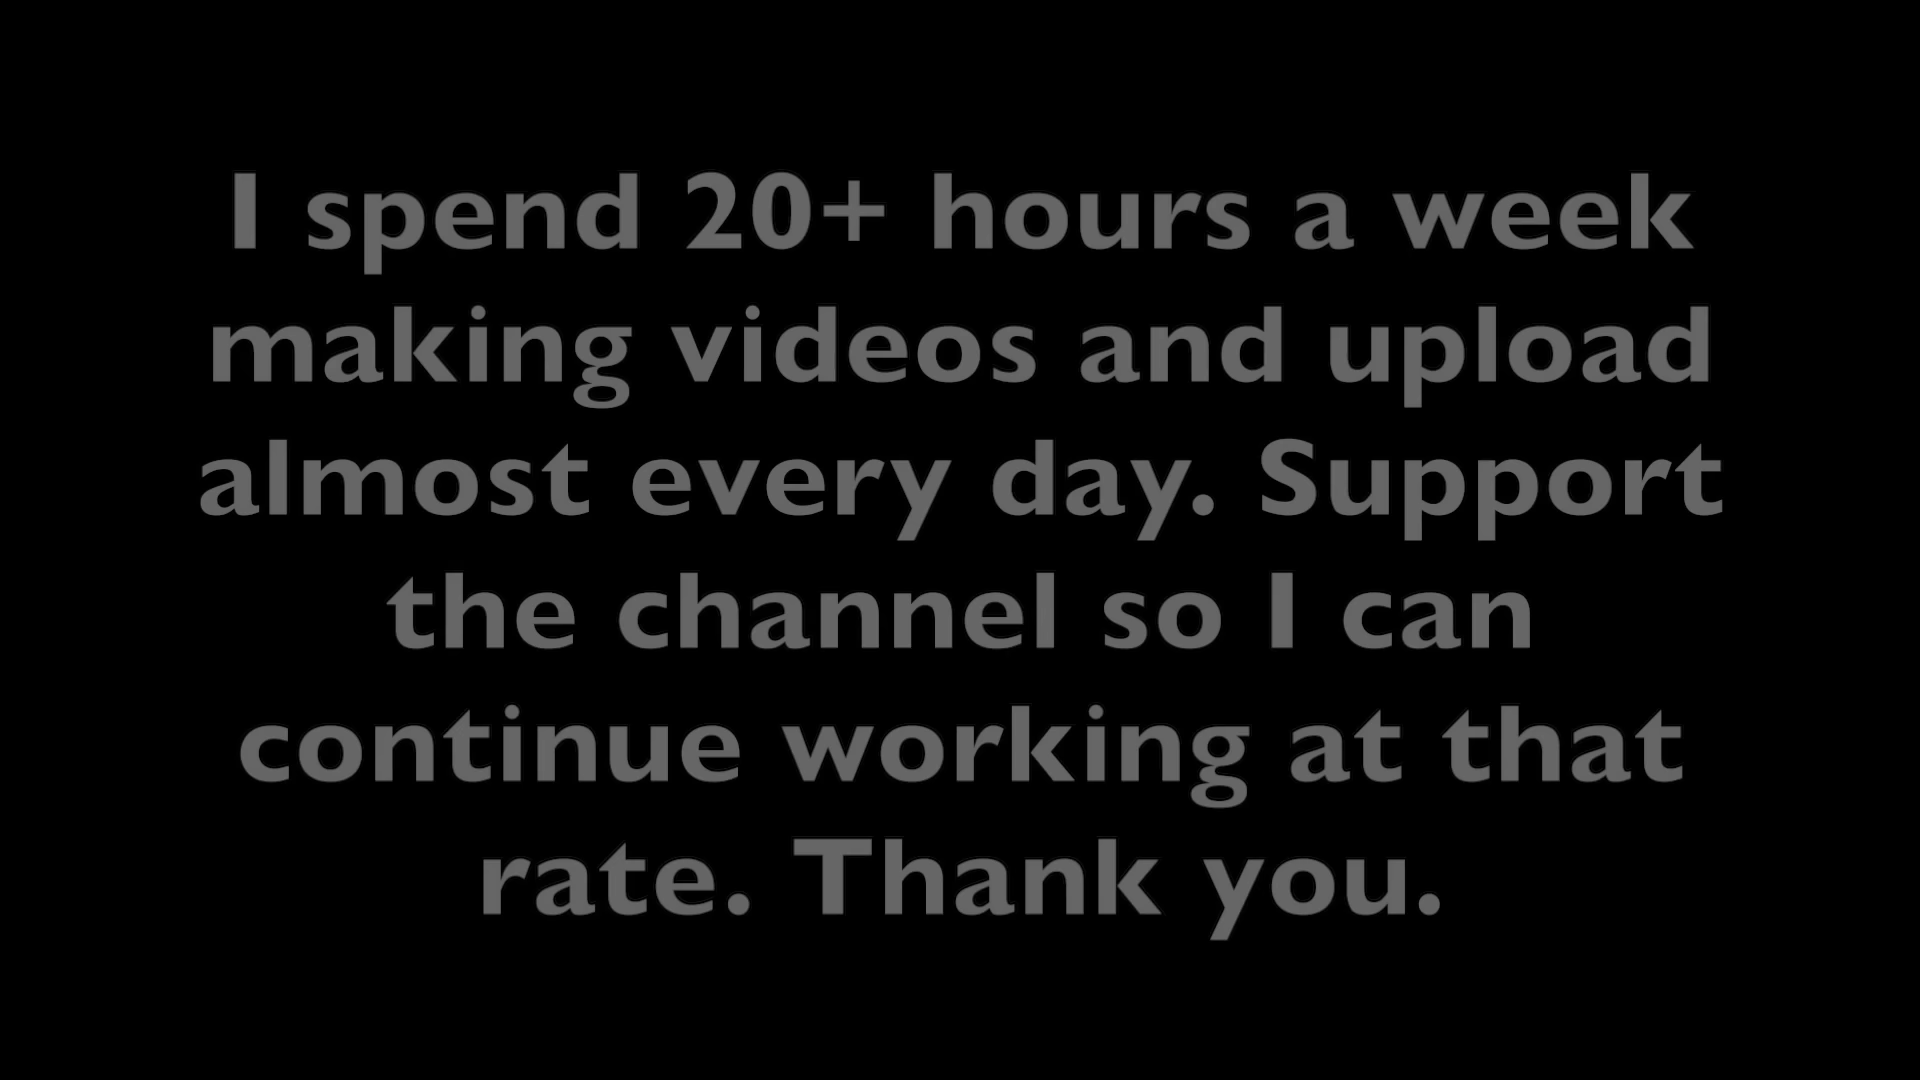 I spend 20+ hours a week
making videos and upload
almost every day. Support
the channel so I can
continue working at that
rate. Thank you.